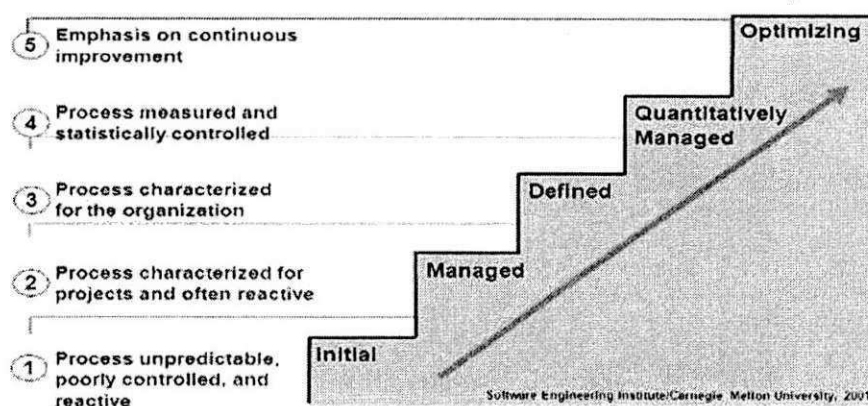 5 Emphasis on continuous
improvement
Optimizing
4 Process measured and
statistically controlled
Quantitatively
Managed
3 Process characterized
for the organization
Defined
2 Process characterized for
projects and often reactive
Managed
1 Process unpredictable,
poorly controlled, and
reactive
Initial
Software Engineering Institute/Carnegie Mellon University,